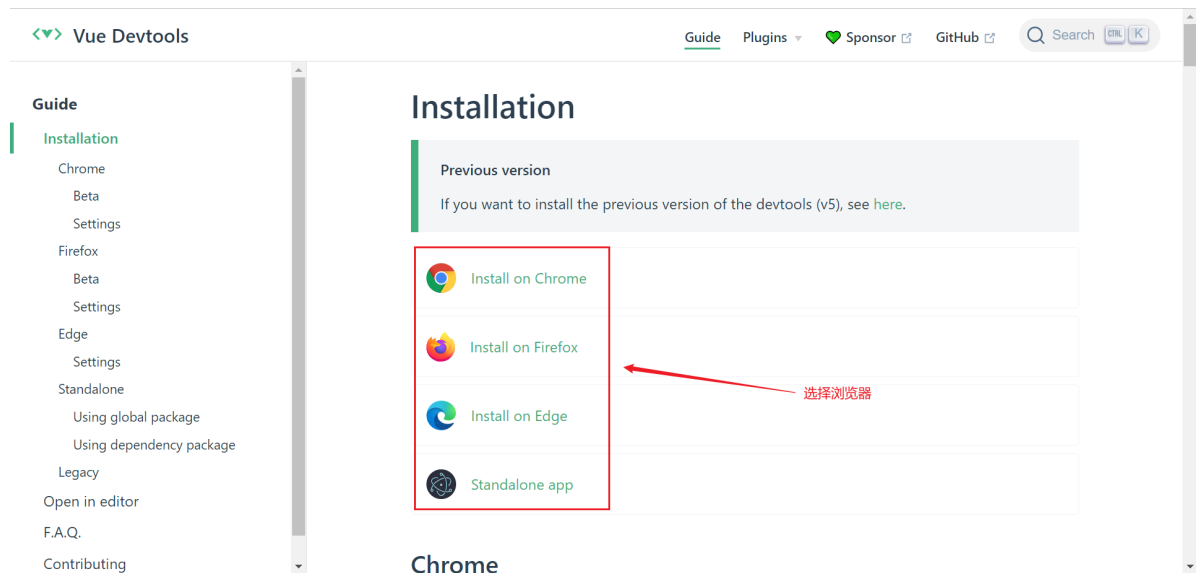 Vue Devtools
Guide Plugins Sponsor GitHub Search CTRL K
Guide
Installation
Chrome
Beta
Settings
Firefox
Beta
Settings
Edge
Settings
Standalone
Using global package
Using dependency package
Legacy
Open in editor
F.A.Q.
Contributing
Installation
Previous version
If you want to install the previous version of the devtools (v5), see here.
Install on Chrome
Install on Firefox
Install on Edge
Standalone app
选择浏览器
Chrome